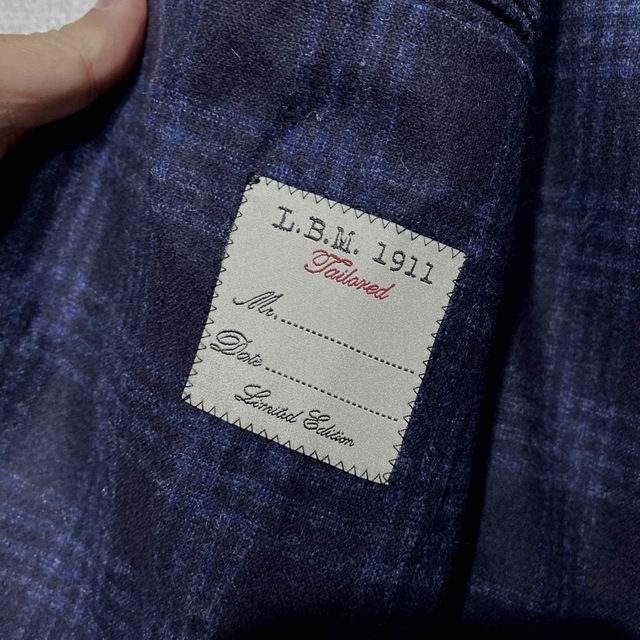 L.B.M. 1911
Tailored
Mr.
Date
Limited Edition